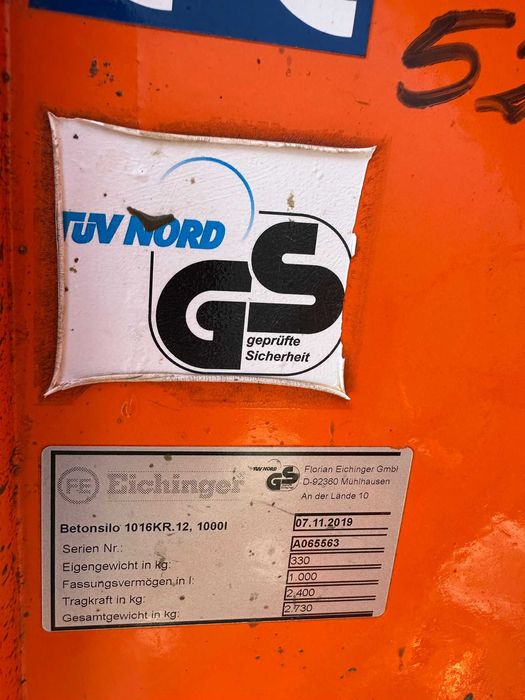 52
TÜV NORD
GS
geprüfte
Sicherheit
FE Eichinger
TÜV NORD GS
Florian Eichinger GmbH
D-92360 Mühlhausen
An der Lände 10
Betonsilo 1016KR.12, 1000l 07.11.2019
Serien Nr.: A065563
Eigengewicht in kg: 330
Fassungsvermögen in l: 1.000
Tragkraft in kg: 2.400
Gesamtgewicht in kg: 2.730